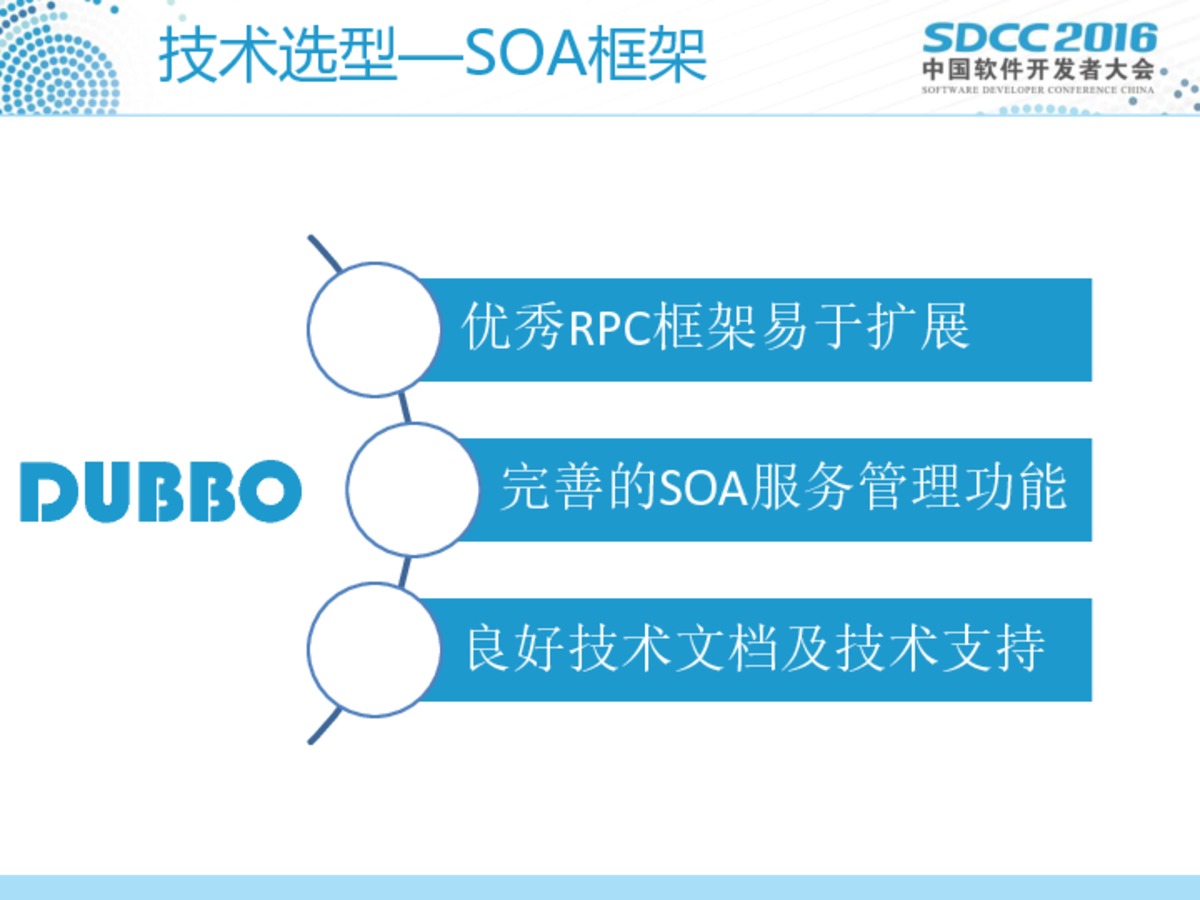 技术选型—SOA框架
SDCC 2016
中国软件开发者大会
SOFTWARE DEVELOPER CONFERENCE CHINA
优秀RPC框架易于扩展
DUBBO
完善的SOA服务管理功能
良好技术文档及技术支持